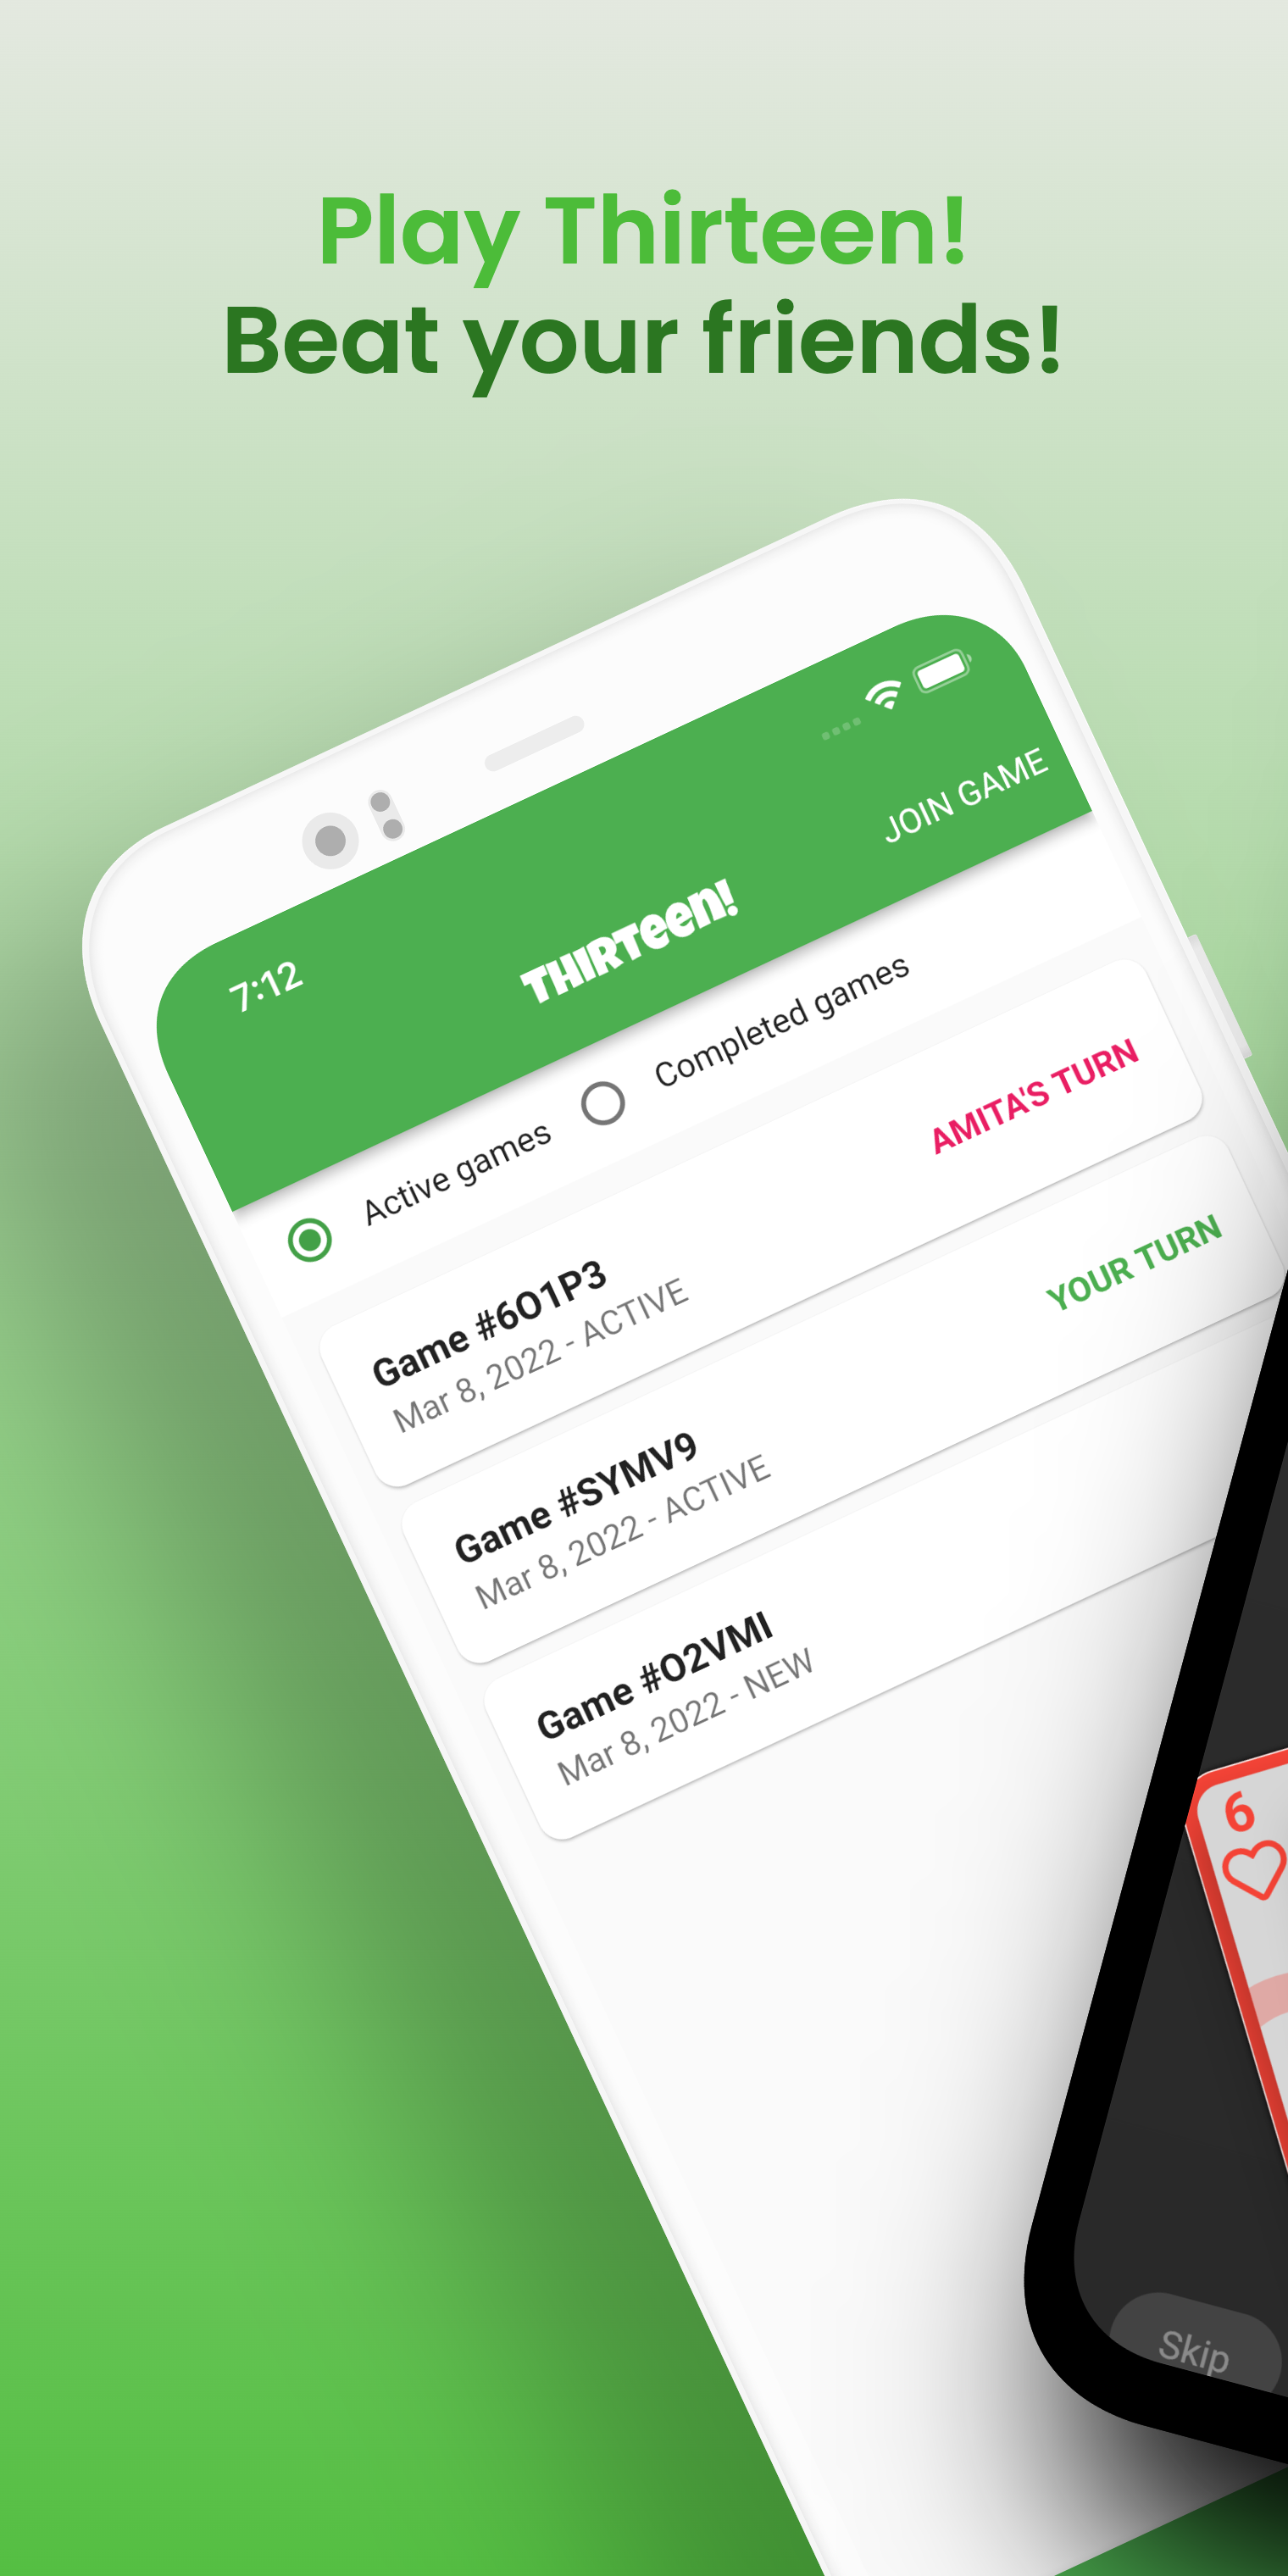 Play Thirteen!
Beat your friends!
7:12
JOIN GAME
THIRTeen!
Active games
Completed games
Game #6O1P3
Mar 8, 2022 - ACTIVE
AMITA'S TURN
Game #SYMV9
Mar 8, 2022 - ACTIVE
YOUR TURN
Game #O2VMI
Mar 8, 2022 - NEW
6
Skip